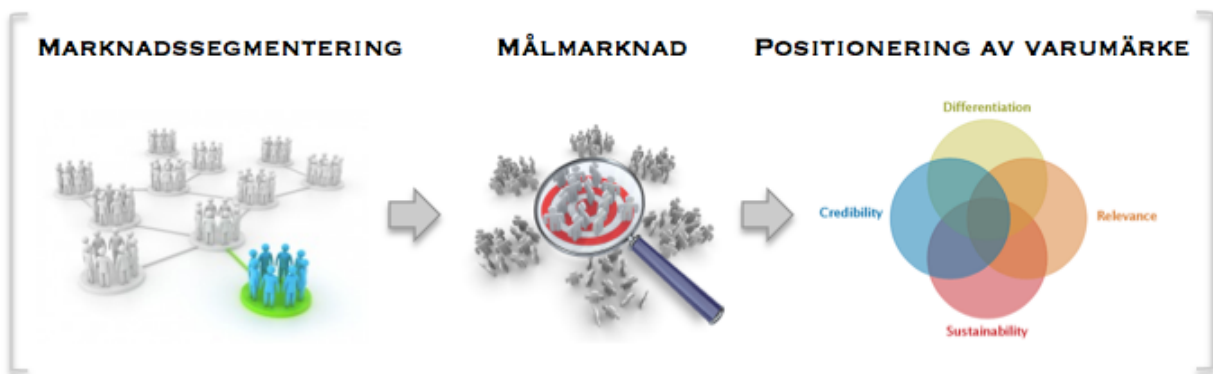 MARKNADSSEGMENTERING
MÅLMARKNAD
POSITIONERING AV VARUMÄRKE
Differentiation
Credibility
Relevance
Sustainability